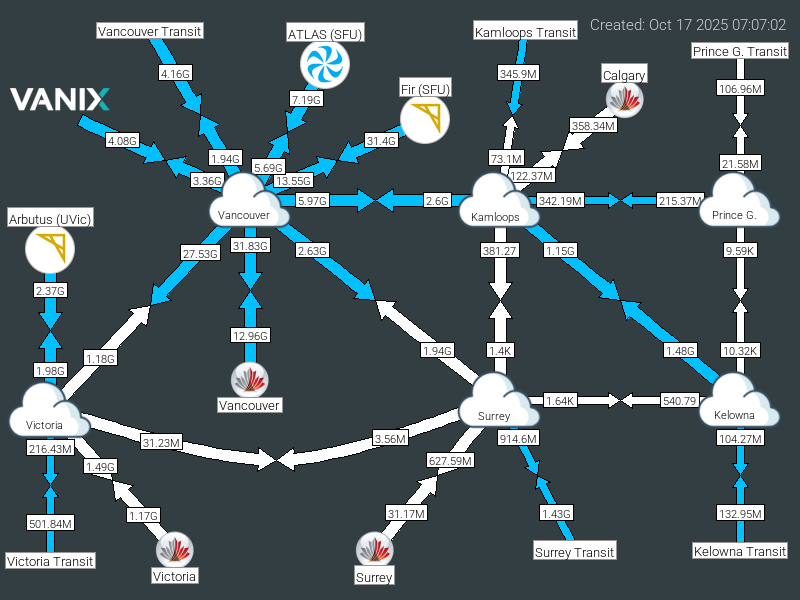 Created: Oct 17 2025 07:07:02
Vancouver Transit
ATLAS (SFU)
Kamloops Transit
Prince G. Transit
4.16G
7.19G
345.9M
Calgary
Fir (SFU)
106.96M
VANIX
4.08G
31.4G
358.34M
1.94G
73.1M
21.58M
5.69G
3.36G
13.55G
122.37M
5.97G
2.6G
342.19M
215.37M
Vancouver
Kamloops
Prince G.
Arbutus (UVic)
27.53G
31.83G
2.63G
381.27
1.15G
9.59K
2.37G
12.96G
1.18G
1.94G
1.4K
1.48G
10.32K
1.98G
Vancouver
1.64K
540.79
Victoria
Surrey
Kelowna
31.23M
3.56M
914.6M
104.27M
216.43M
1.49G
627.59M
501.84M
1.17G
31.17M
1.43G
132.95M
Victoria Transit
Victoria
Surrey
Surrey Transit
Kelowna Transit